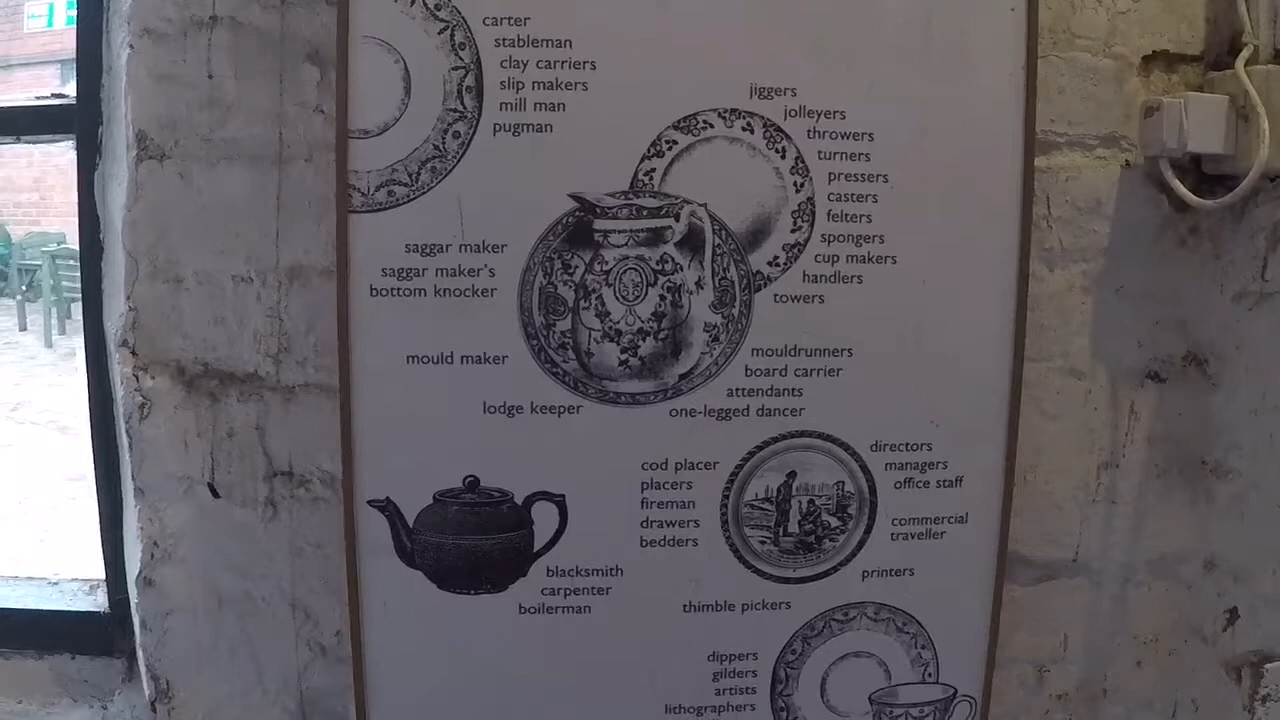 carter
stableman
clay carriers
slip makers
mill man
pugman
jiggers
jolleyers
throwers
turners
pressers
casters
felters
spongers
cup makers
handlers
towers
saggar maker
saggar maker's
bottom knocker
mould maker
lodge keeper
mouldrunners
board carrier
attendants
one-legged dancer
cod placer
placers
fireman
drawers
bedders
directors
managers
office staff
commercial
traveller
printers
blacksmith
carpenter
boilerman
thimble pickers
dippers
gilders
artists
lithographers